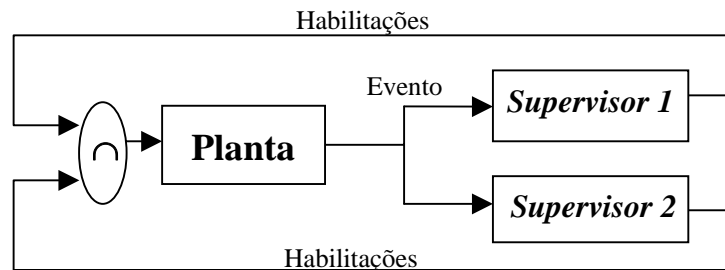 Habilitações
Evento
Supervisor 1
∩
Planta
Supervisor 2
Habilitações